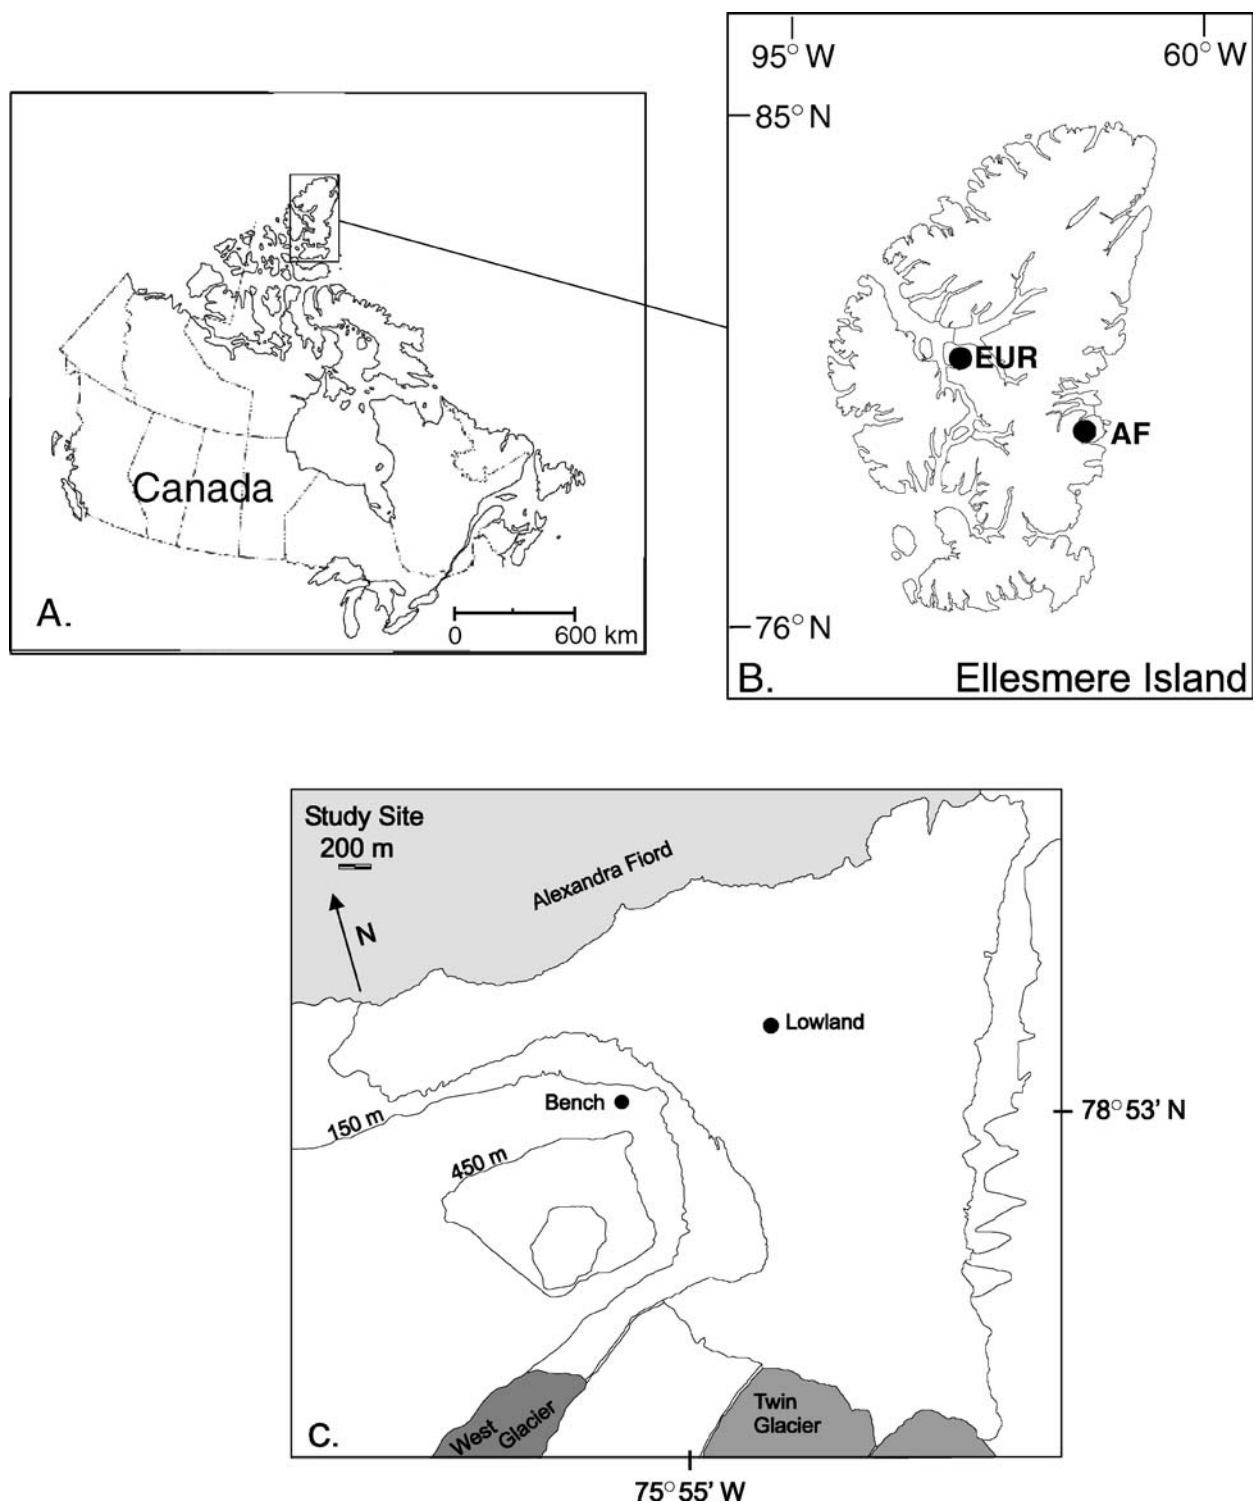 Canada
A.
0 600 km
95° W 60° W
85° N
EUR
AF
76° N
B. Ellesmere Island
Study Site
200 m
N
Alexandra Fiord
Lowland
Bench
150 m
450 m
78° 53' N
West Glacier
Twin
Glacier
C.
75° 55' W